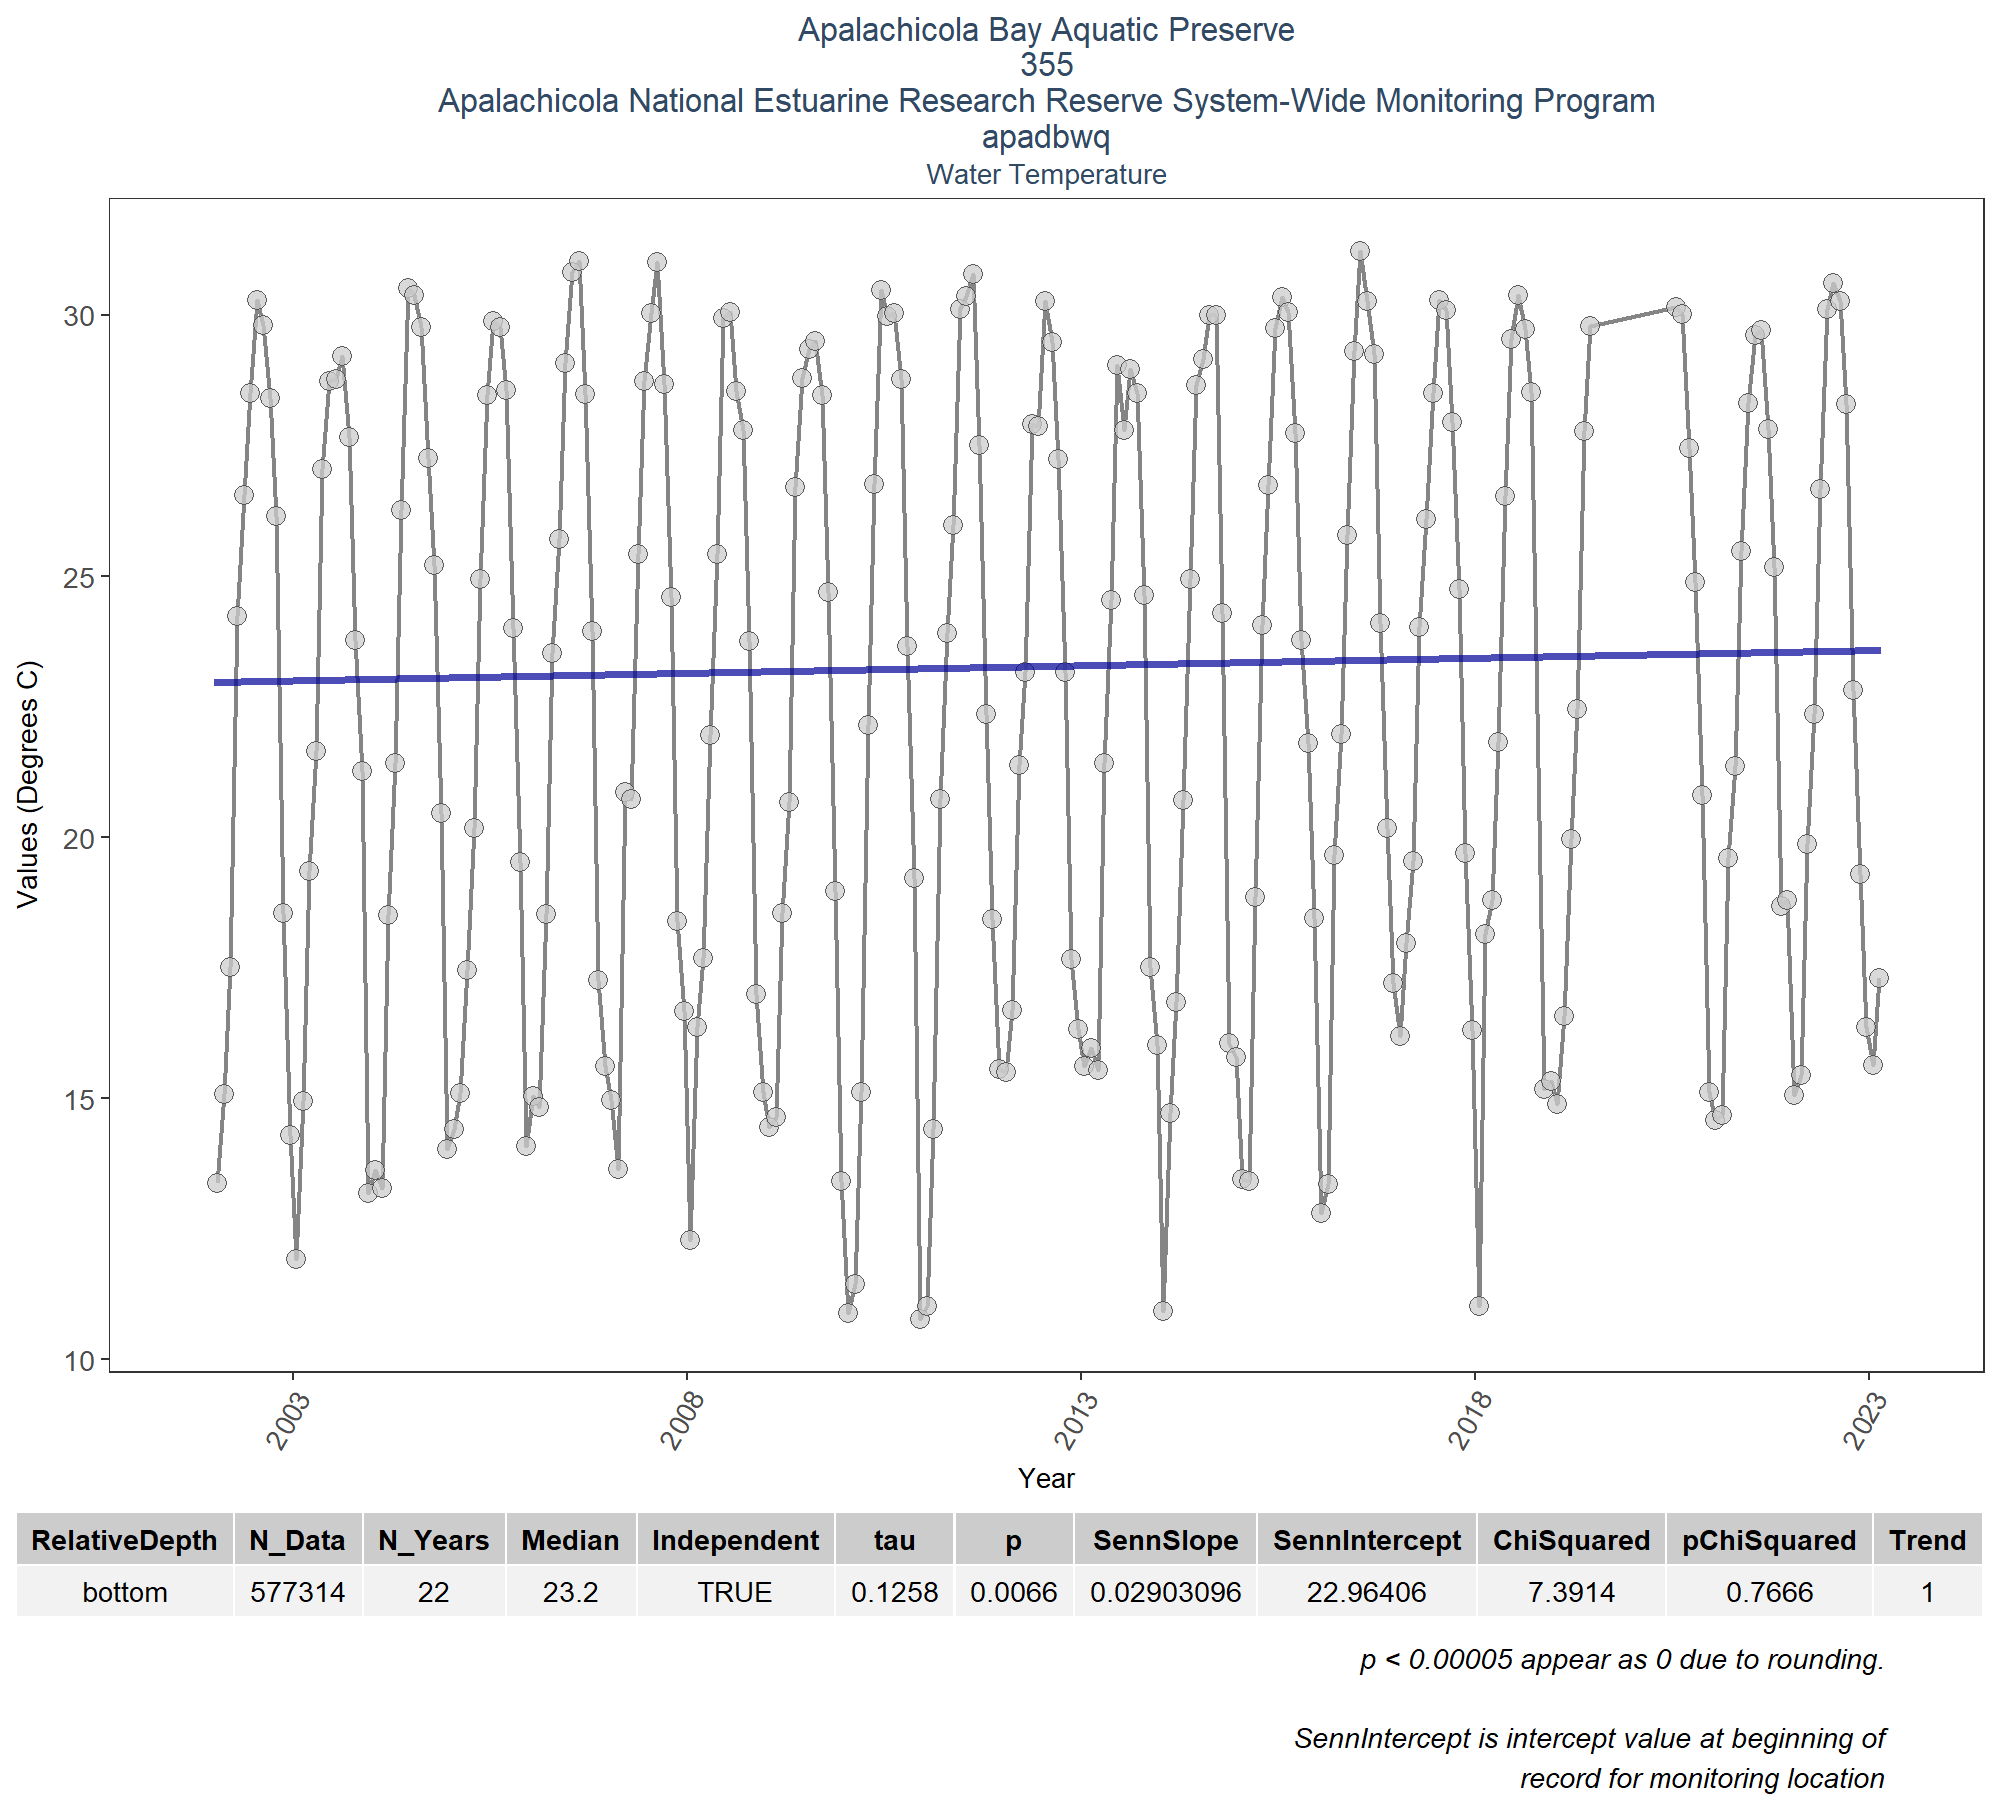 Apalachicola Bay Aquatic Preserve
355
Apalachicola National Estuarine Research Reserve System-Wide Monitoring Program
apadbwq
Water Temperature
Values (Degrees C)
30
25
20
15
10
2003
2008
2013
2018
2023
Year
RelativeDepth N_Data N_Years Median Independent tau p SennSlope SennIntercept ChiSquared pChiSquared Trend
bottom 577314 22 23.2 TRUE 0.1258 0.0066 0.02903096 22.96406 7.3914 0.7666 1
p < 0.00005 appear as 0 due to rounding.
SennIntercept is intercept value at beginning of
record for monitoring location